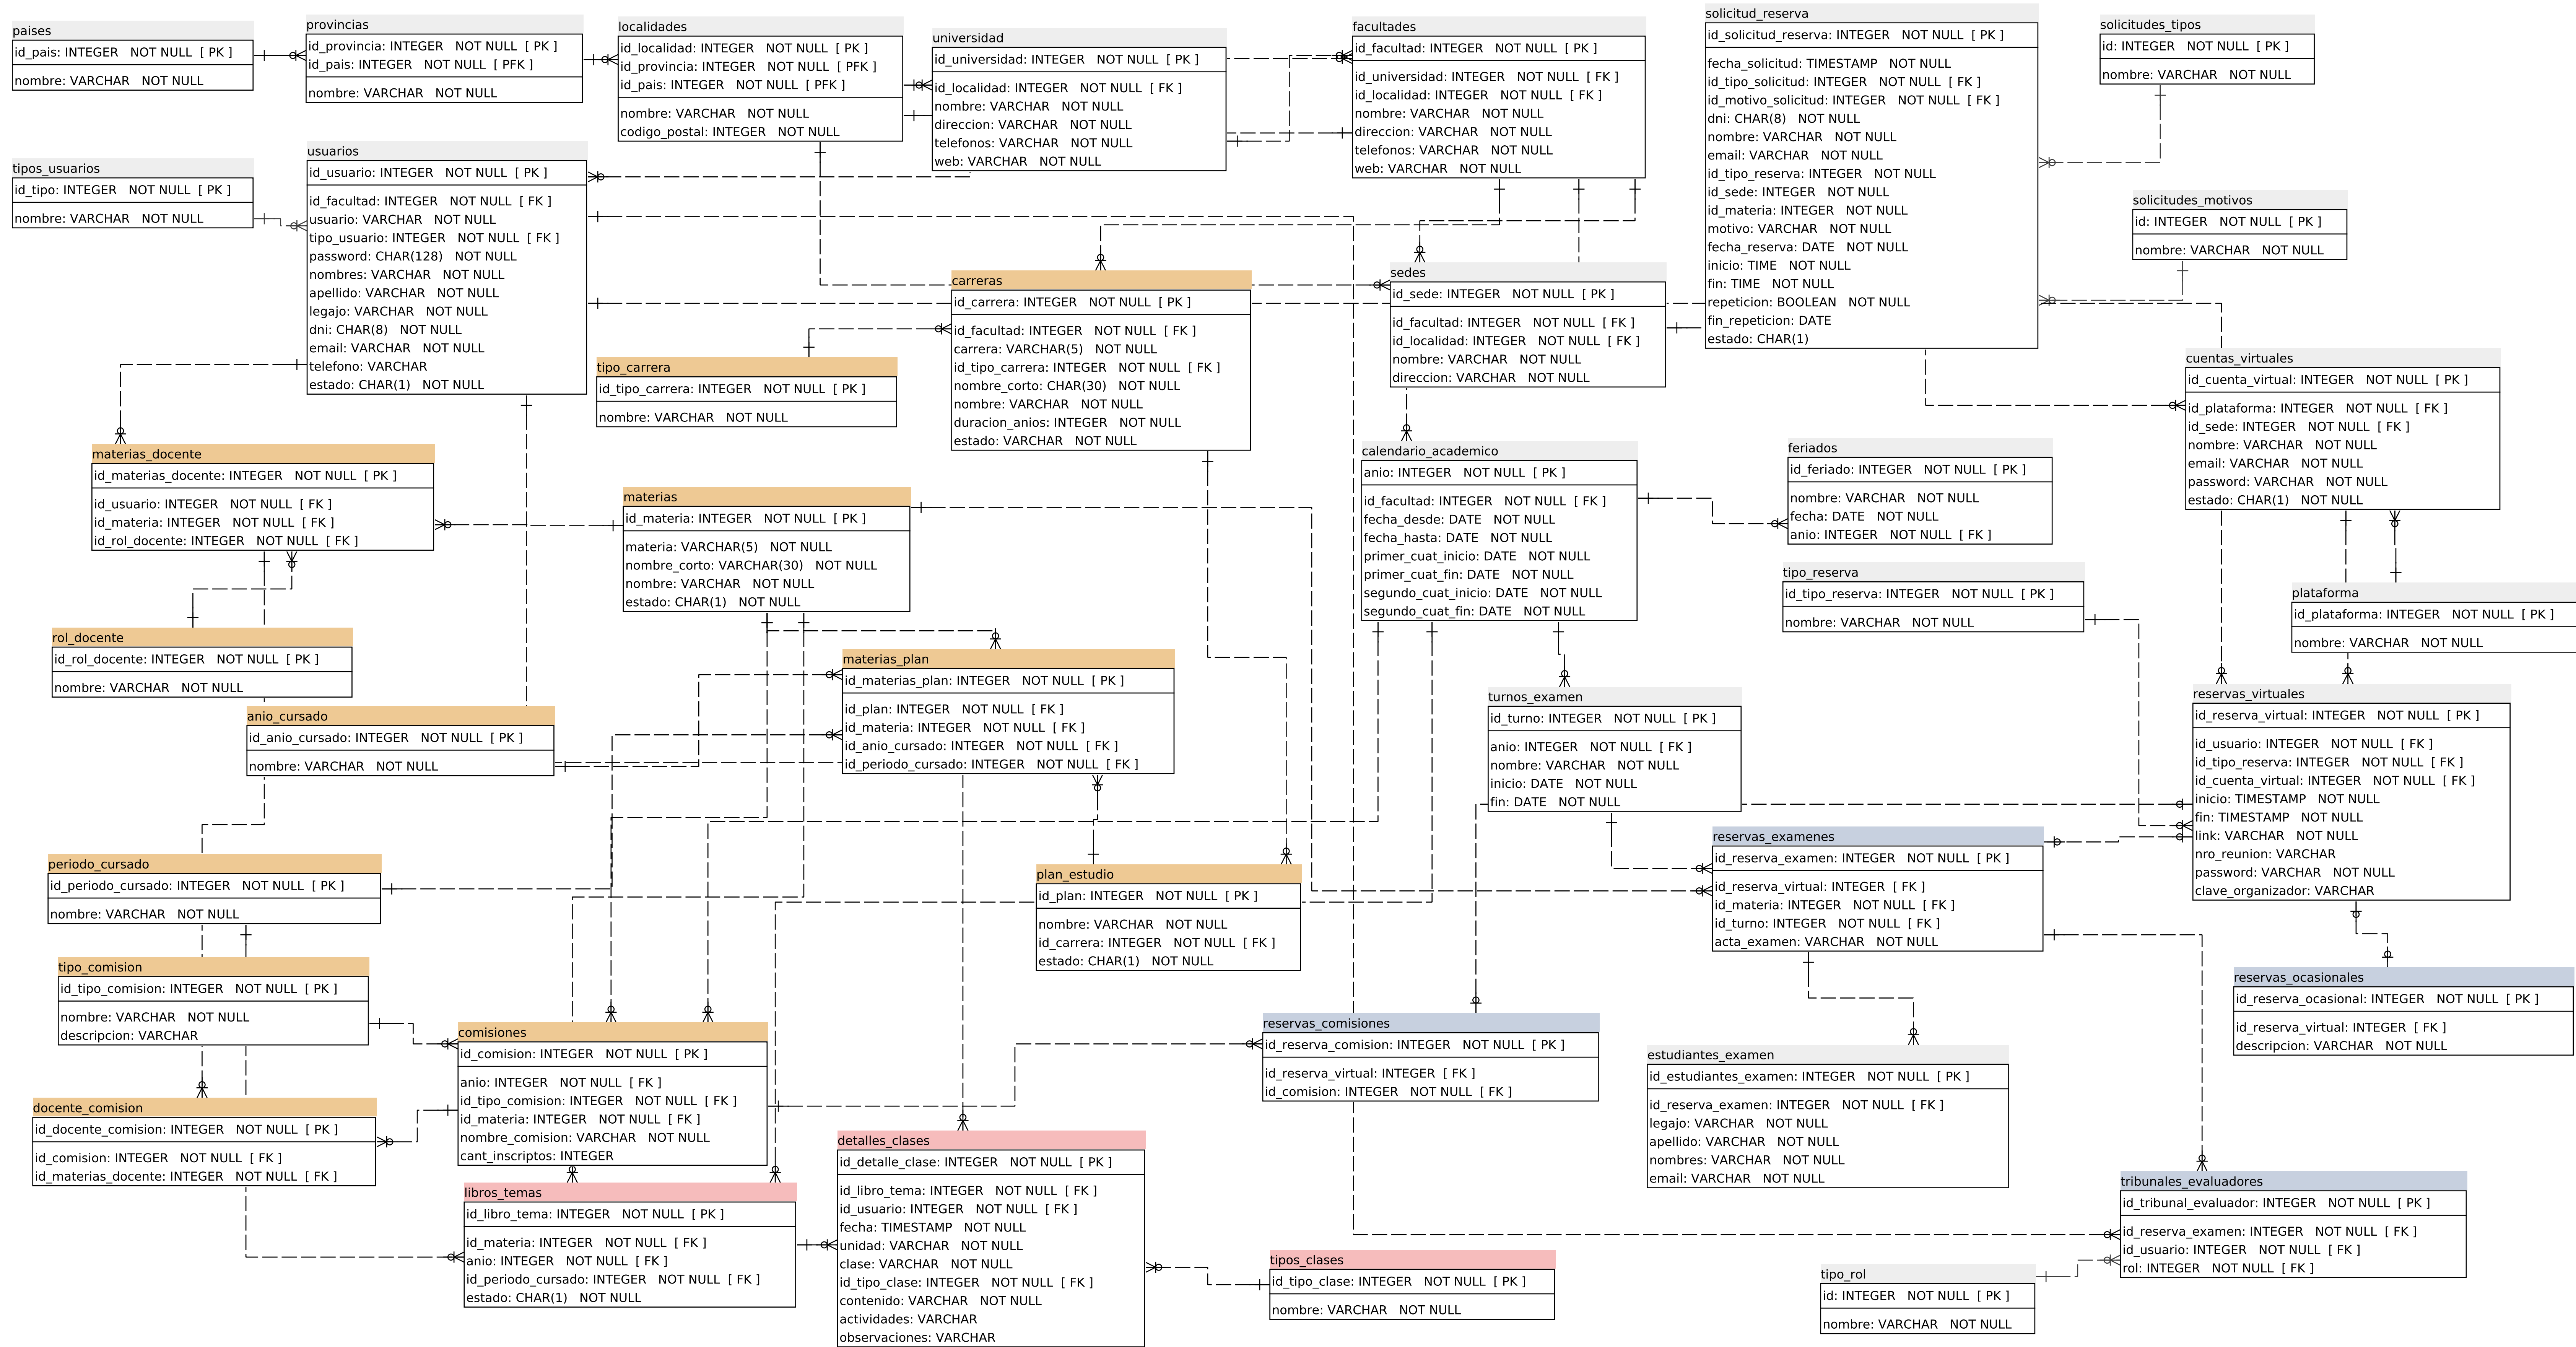 paises
id_pais: INTEGER NOT NULL [ PK ]
nombre: VARCHAR NOT NULL
provincias
id_provincia: INTEGER NOT NULL [ PK ]
id_pais: INTEGER NOT NULL [ PFK ]
nombre: VARCHAR NOT NULL
localidades
id_localidad: INTEGER NOT NULL [ PK ]
id_provincia: INTEGER NOT NULL [ PFK ]
id_pais: INTEGER NOT NULL [ PFK ]
nombre: VARCHAR NOT NULL
codigo_postal: INTEGER NOT NULL
universidad
id_universidad: INTEGER NOT NULL [ PK ]
id_localidad: INTEGER NOT NULL [ FK ]
nombre: VARCHAR NOT NULL
direccion: VARCHAR NOT NULL
telefonos: VARCHAR NOT NULL
web: VARCHAR NOT NULL
facultades
id_facultad: INTEGER NOT NULL [ PK ]
id_universidad: INTEGER NOT NULL [ FK ]
id_localidad: INTEGER NOT NULL [ FK ]
nombre: VARCHAR NOT NULL
direccion: VARCHAR NOT NULL
telefonos: VARCHAR NOT NULL
web: VARCHAR NOT NULL
solicitud_reserva
id_solicitud_reserva: INTEGER NOT NULL [ PK ]
fecha_solicitud: TIMESTAMP NOT NULL
id_tipo_solicitud: INTEGER NOT NULL [ FK ]
id_motivo_solicitud: INTEGER NOT NULL [ FK ]
dni: CHAR(8) NOT NULL
nombre: VARCHAR NOT NULL
email: VARCHAR NOT NULL
id_tipo_reserva: INTEGER NOT NULL
id_sede: INTEGER NOT NULL
id_materia: INTEGER NOT NULL
motivo: VARCHAR NOT NULL
fecha_reserva: DATE NOT NULL
inicio: TIME NOT NULL
fin: TIME NOT NULL
repeticion: BOOLEAN NOT NULL
fin_repeticion: DATE
estado: CHAR(1)
solicitudes_tipos
id: INTEGER NOT NULL [ PK ]
nombre: VARCHAR NOT NULL
solicitudes_motivos
id: INTEGER NOT NULL [ PK ]
nombre: VARCHAR NOT NULL
tipos_usuarios
id_tipo: INTEGER NOT NULL [ PK ]
nombre: VARCHAR NOT NULL
usuarios
id_usuario: INTEGER NOT NULL [ PK ]
id_facultad: INTEGER NOT NULL [ FK ]
usuario: VARCHAR NOT NULL
tipo_usuario: INTEGER NOT NULL [ FK ]
password: CHAR(128) NOT NULL
nombres: VARCHAR NOT NULL
apellido: VARCHAR NOT NULL
legajo: VARCHAR NOT NULL
dni: CHAR(8) NOT NULL
email: VARCHAR NOT NULL
telefono: VARCHAR
estado: CHAR(1) NOT NULL
carreras
id_carrera: INTEGER NOT NULL [ PK ]
id_facultad: INTEGER NOT NULL [ FK ]
carrera: VARCHAR(5) NOT NULL
id_tipo_carrera: INTEGER NOT NULL [ FK ]
nombre_corto: CHAR(30) NOT NULL
nombre: VARCHAR NOT NULL
duracion_anios: INTEGER NOT NULL
estado: VARCHAR NOT NULL
sedes
id_sede: INTEGER NOT NULL [ PK ]
id_facultad: INTEGER NOT NULL [ FK ]
id_localidad: INTEGER NOT NULL [ FK ]
nombre: VARCHAR NOT NULL
direccion: VARCHAR NOT NULL
tipo_carrera
id_tipo_carrera: INTEGER NOT NULL [ PK ]
nombre: VARCHAR NOT NULL
cuentas_virtuales
id_cuenta_virtual: INTEGER NOT NULL [ PK ]
id_plataforma: INTEGER NOT NULL [ FK ]
id_sede: INTEGER NOT NULL [ FK ]
nombre: VARCHAR NOT NULL
email: VARCHAR NOT NULL
password: VARCHAR NOT NULL
estado: CHAR(1) NOT NULL
materias_docente
id_materias_docente: INTEGER NOT NULL [ PK ]
id_usuario: INTEGER NOT NULL [ FK ]
id_materia: INTEGER NOT NULL [ FK ]
id_rol_docente: INTEGER NOT NULL [ FK ]
materias
id_materia: INTEGER NOT NULL [ PK ]
materia: VARCHAR(5) NOT NULL
nombre_corto: VARCHAR(30) NOT NULL
nombre: VARCHAR NOT NULL
estado: CHAR(1) NOT NULL
calendario_academico
anio: INTEGER NOT NULL [ PK ]
id_facultad: INTEGER NOT NULL [ FK ]
fecha_desde: DATE NOT NULL
fecha_hasta: DATE NOT NULL
primer_cuat_inicio: DATE NOT NULL
primer_cuat_fin: DATE NOT NULL
segundo_cuat_inicio: DATE NOT NULL
segundo_cuat_fin: DATE NOT NULL
feriados
id_feriado: INTEGER NOT NULL [ PK ]
nombre: VARCHAR NOT NULL
fecha: DATE NOT NULL
anio: INTEGER NOT NULL [ FK ]
tipo_reserva
id_tipo_reserva: INTEGER NOT NULL [ PK ]
nombre: VARCHAR NOT NULL
plataforma
id_plataforma: INTEGER NOT NULL [ PK ]
nombre: VARCHAR NOT NULL
rol_docente
id_rol_docente: INTEGER NOT NULL [ PK ]
nombre: VARCHAR NOT NULL
materias_plan
id_materias_plan: INTEGER NOT NULL [ PK ]
id_plan: INTEGER NOT NULL [ FK ]
id_materia: INTEGER NOT NULL [ FK ]
id_anio_cursado: INTEGER NOT NULL [ FK ]
id_periodo_cursado: INTEGER NOT NULL [ FK ]
turnos_examen
id_turno: INTEGER NOT NULL [ PK ]
anio: INTEGER NOT NULL [ FK ]
nombre: VARCHAR NOT NULL
inicio: DATE NOT NULL
fin: DATE NOT NULL
reservas_virtuales
id_reserva_virtual: INTEGER NOT NULL [ PK ]
id_usuario: INTEGER NOT NULL [ FK ]
id_tipo_reserva: INTEGER NOT NULL [ FK ]
id_cuenta_virtual: INTEGER NOT NULL [ FK ]
inicio: TIMESTAMP NOT NULL
fin: TIMESTAMP NOT NULL
link: VARCHAR NOT NULL
nro_reunion: VARCHAR
password: VARCHAR NOT NULL
clave_organizador: VARCHAR
anio_cursado
id_anio_cursado: INTEGER NOT NULL [ PK ]
nombre: VARCHAR NOT NULL
reservas_examenes
id_reserva_examen: INTEGER NOT NULL [ PK ]
id_reserva_virtual: INTEGER [ FK ]
id_materia: INTEGER NOT NULL [ FK ]
id_turno: INTEGER NOT NULL [ FK ]
acta_examen: VARCHAR NOT NULL
periodo_cursado
id_periodo_cursado: INTEGER NOT NULL [ PK ]
nombre: VARCHAR NOT NULL
plan_estudio
id_plan: INTEGER NOT NULL [ PK ]
nombre: VARCHAR NOT NULL
id_carrera: INTEGER NOT NULL [ FK ]
estado: CHAR(1) NOT NULL
tipo_comision
id_tipo_comision: INTEGER NOT NULL [ PK ]
nombre: VARCHAR NOT NULL
descripcion: VARCHAR
reservas_ocasionales
id_reserva_ocasional: INTEGER NOT NULL [ PK ]
id_reserva_virtual: INTEGER [ FK ]
descripcion: VARCHAR NOT NULL
comisiones
id_comision: INTEGER NOT NULL [ PK ]
anio: INTEGER NOT NULL [ FK ]
id_tipo_comision: INTEGER NOT NULL [ FK ]
id_materia: INTEGER NOT NULL [ FK ]
nombre_comision: VARCHAR NOT NULL
cant_inscriptos: INTEGER
reservas_comisiones
id_reserva_comision: INTEGER NOT NULL [ PK ]
id_reserva_virtual: INTEGER [ FK ]
id_comision: INTEGER NOT NULL [ FK ]
estudiantes_examen
id_estudiantes_examen: INTEGER NOT NULL [ PK ]
id_reserva_examen: INTEGER NOT NULL [ FK ]
legajo: VARCHAR NOT NULL
apellido: VARCHAR NOT NULL
nombres: VARCHAR NOT NULL
email: VARCHAR NOT NULL
docente_comision
id_docente_comision: INTEGER NOT NULL [ PK ]
id_comision: INTEGER NOT NULL [ FK ]
id_materias_docente: INTEGER NOT NULL [ FK ]
detalles_clases
id_detalle_clase: INTEGER NOT NULL [ PK ]
id_libro_tema: INTEGER NOT NULL [ FK ]
id_usuario: INTEGER NOT NULL [ FK ]
fecha: TIMESTAMP NOT NULL
unidad: VARCHAR NOT NULL
clase: VARCHAR NOT NULL
id_tipo_clase: INTEGER NOT NULL [ FK ]
contenido: VARCHAR NOT NULL
actividades: VARCHAR
observaciones: VARCHAR
libros_temas
id_libro_tema: INTEGER NOT NULL [ PK ]
id_materia: INTEGER NOT NULL [ FK ]
anio: INTEGER NOT NULL [ FK ]
id_periodo_cursado: INTEGER NOT NULL [ FK ]
estado: CHAR(1) NOT NULL
tipos_clases
id_tipo_clase: INTEGER NOT NULL [ PK ]
nombre: VARCHAR NOT NULL
tribunales_evaluadores
id_tribunal_evaluador: INTEGER NOT NULL [ PK ]
id_reserva_examen: INTEGER NOT NULL [ FK ]
id_usuario: INTEGER NOT NULL [ FK ]
rol: INTEGER NOT NULL [ FK ]
tipo_rol
id: INTEGER NOT NULL [ PK ]
nombre: VARCHAR NOT NULL